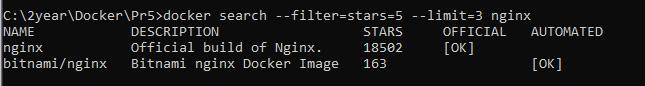 C:\2year\Docker\Pr5>docker search --filter=stars=5 --limit=3 nginx
NAME DESCRIPTION STARS OFFICIAL AUTOMATED
nginx Official build of Nginx. 18502 [OK]
bitnami/nginx Bitnami nginx Docker Image 163 [OK]